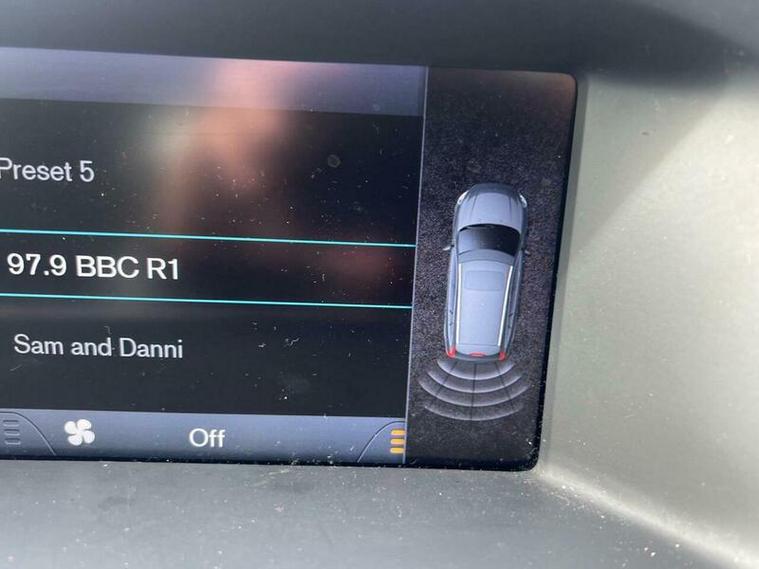 Preset 5
97.9 BBC R1
Sam and Danni
Off